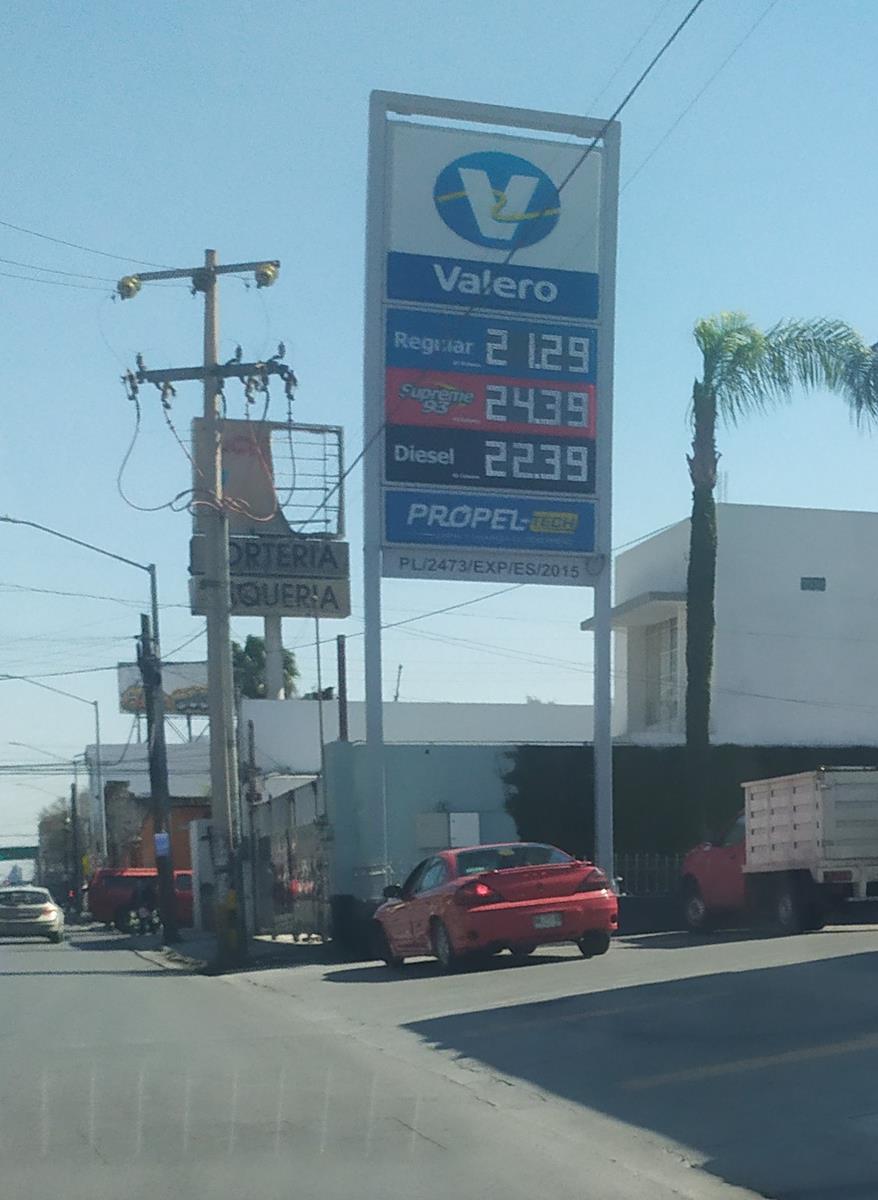 V
Valero
Regular 21.29
Supreme 93 24.39
Diesel 22.39
PROPEL-TECH
PL/2473/EXP/ES/2015
ORTERIA
QUERIA